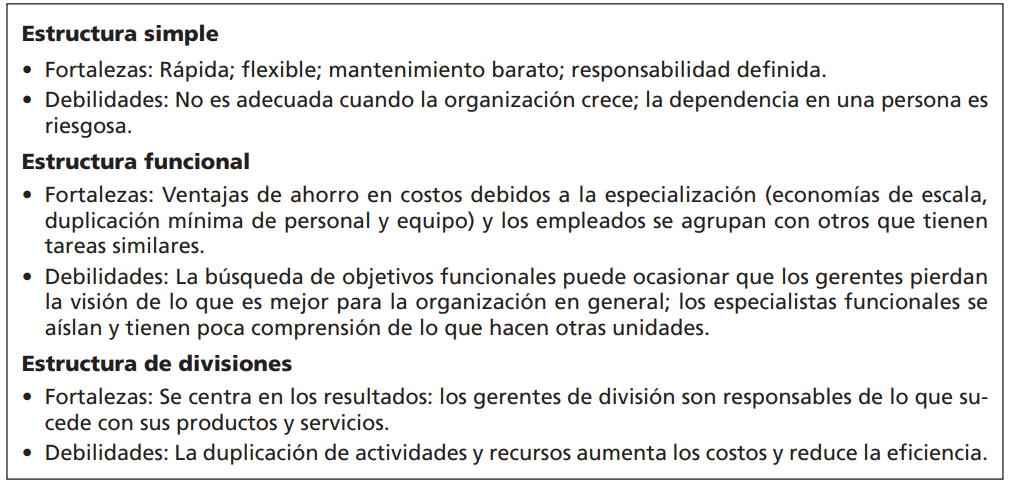 Estructura simple
• Fortalezas: Rápida; flexible; mantenimiento barato; responsabilidad definida.
• Debilidades: No es adecuada cuando la organización crece; la dependencia en una persona es
riesgosa.
Estructura funcional
• Fortalezas: Ventajas de ahorro en costos debidos a la especialización (economías de escala,
duplicación mínima de personal y equipo) y los empleados se agrupan con otros que tienen
tareas similares.
• Debilidades: La búsqueda de objetivos funcionales puede ocasionar que los gerentes pierdan
la visión de lo que es mejor para la organización en general; los especialistas funcionales se
aíslan y tienen poca comprensión de lo que hacen otras unidades.
Estructura de divisiones
• Fortalezas: Se centra en los resultados: los gerentes de división son responsables de lo que su-
cede con sus productos y servicios.
• Debilidades: La duplicación de actividades y recursos aumenta los costos y reduce la eficiencia.